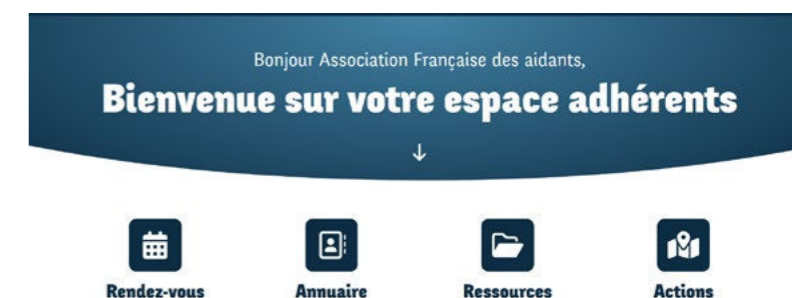 Bonjour Association Française des aidants,
Bienvenue sur votre espace adhérents
Rendez-vous
Annuaire
Ressources
Actions